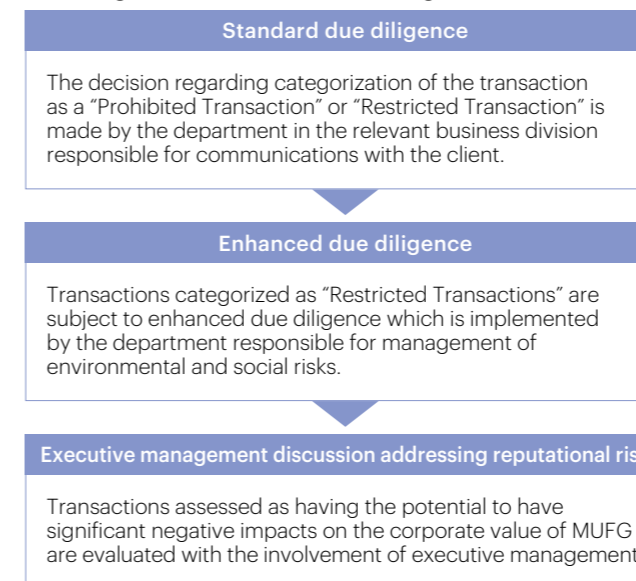 Standard due diligence
The decision regarding categorization of the transaction
as a “Prohibited Transaction” or “Restricted Transaction” is
made by the department in the relevant business division
responsible for communications with the client.
Enhanced due diligence
Transactions categorized as “Restricted Transactions” are
subject to enhanced due diligence which is implemented
by the department responsible for management of
environmental and social risks.
Executive management discussion addressing reputational
Transactions assessed as having the potential to have
significant negative impacts on the corporate value of MUFG
are evaluated with the involvement of executive management